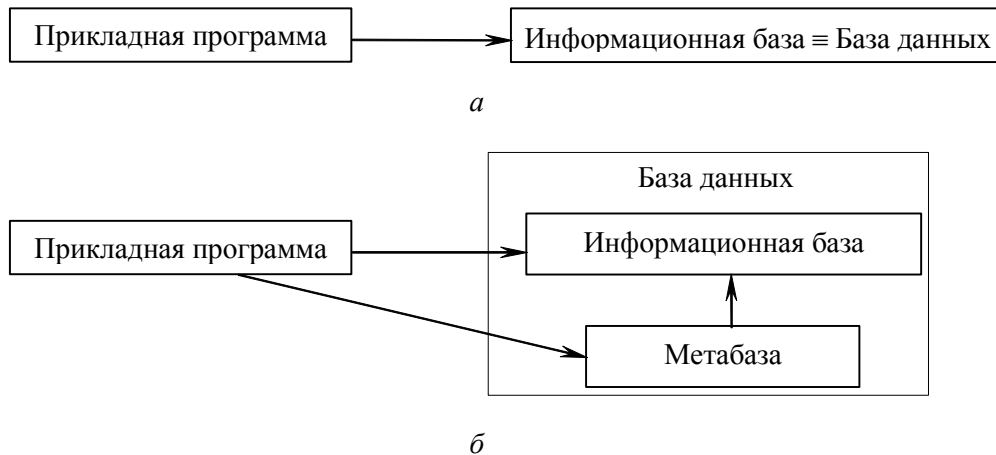 Прикладная программа
Информационная база ≡ База данных
а
База данных
Прикладная программа
Информационная база
Метабаза
б